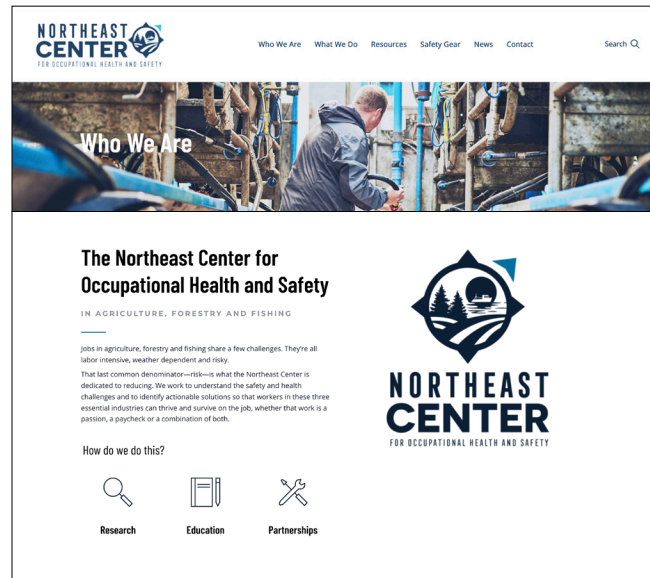 NORTHEAST
CENTER
FOR OCCUPATIONAL HEALTH AND SAFETY
Who We Are What We Do Resources Safety Gear News Contact
Search
Who We Are
The Northeast Center for
Occupational Health and Safety
IN AGRICULTURE, FORESTRY AND FISHING
Jobs in agriculture, forestry and fishing share a few challenges. They're all
labor intensive, weather dependent and risky.
That last common denominator—risk—is what the Northeast Center is
dedicated to reducing. We work to understand the safety and health
challenges and to identify actionable solutions so that workers in these three
essential industries can thrive and survive on the job, whether that work is a
passion, a paycheck or a combination of both.
How do we do this?
Research Education Partnerships
NORTHEAST
CENTER
FOR OCCUPATIONAL HEALTH AND SAFETY